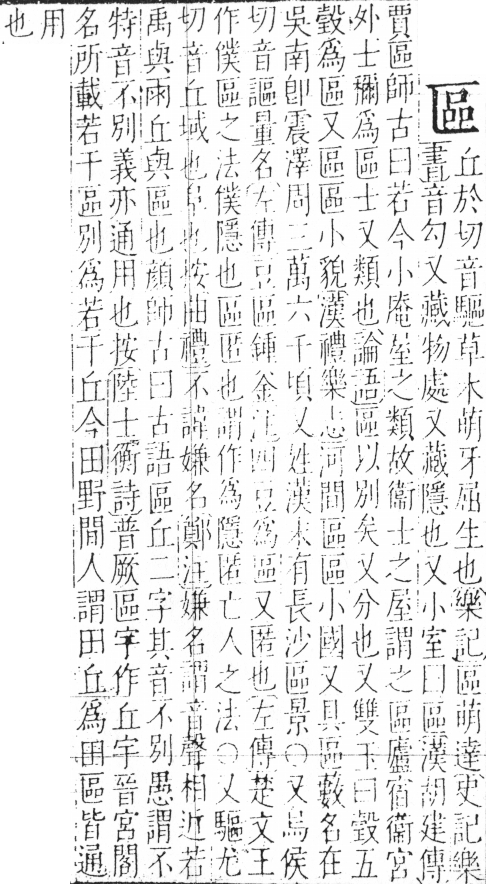 區
丘於切音驅草木萌牙屈生也樂記區萌達史記樂
書音勾又藏物處又藏隱也又小室曰區漢胡建傳
賈區師古曰若今小庵屋之類故衞士之屋謂之區廬宿衞宮
外士稱爲區士又類也論語區以別矣又分也又雙玉曰瑴五
瑴爲區又區區小貌漢禮樂志河間區區小國又具區藪名在
吳南卽震澤周三萬六千頃又姓漢末有長沙區景○又烏侯
切音謳量名左傳豆區鍾釜注四豆爲區又匿也左傳楚文王
作僕區之法僕隱也區匿也謂作爲隱匿亡人之法○又驅尤
切音丘域也阜也按曲禮不諱嫌名鄭注嫌名謂音聲相近若
禹與雨丘與區也顏師古曰古語區丘二字其音不別愚謂不
特音不別義亦通用也按陸士衡詩普厥區宇作丘宇晉宮閣
名所載若干區別爲若干丘今田野間人謂田丘爲田區皆通
用
也